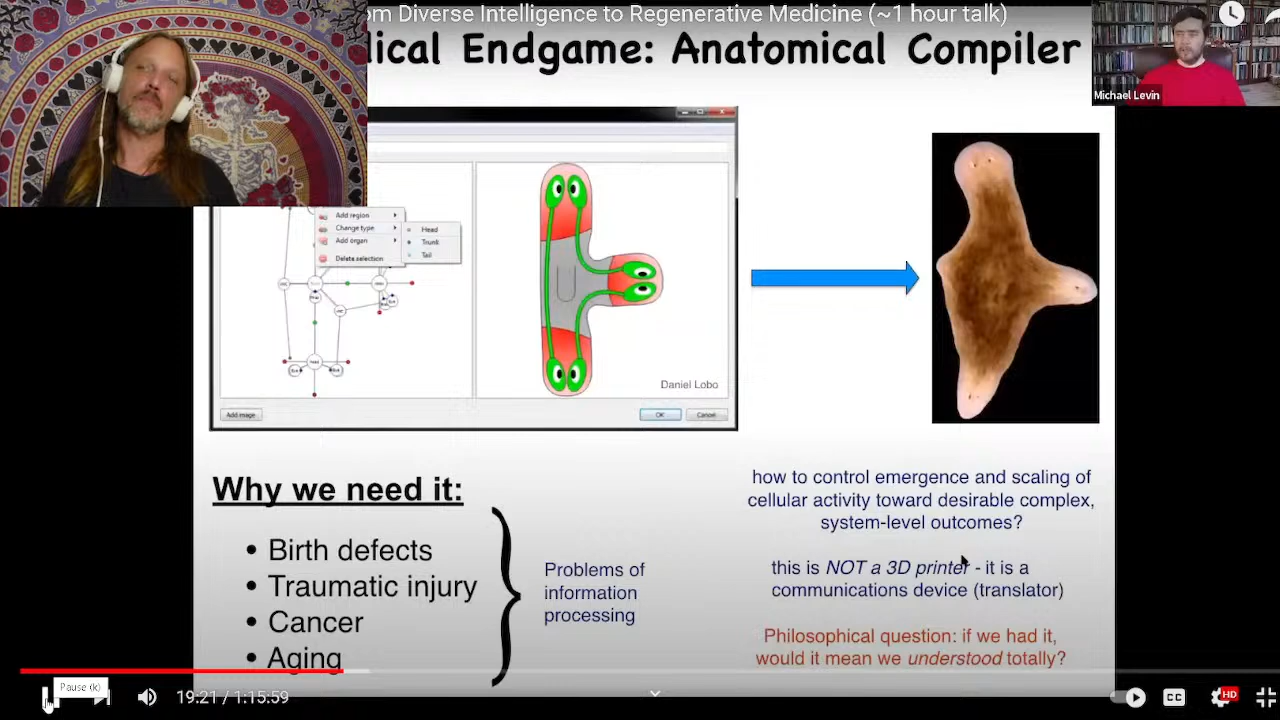 om Diverse Intelligence to Regenerative Medicine (~1 hour talk)
dical Endgame: Anatomical Compiler
Michael Levin
Add region
Change type
Add organ
Delete selection
Head
Trunk
Tail
Daniel Lobo
Add image
OK
Cancel
Why we need it:
• Birth defects
• Traumatic injury
• Cancer
• Aging
Problems of
information
processing
how to control emergence and scaling of
cellular activity toward desirable complex,
system-level outcomes?
this is NOT a 3D printer - it is a
communications device (translator)
Philosophical question: if we had it,
would it mean we understood totally?
Pause (k)
19:21 / 1:15:59
CC
HD